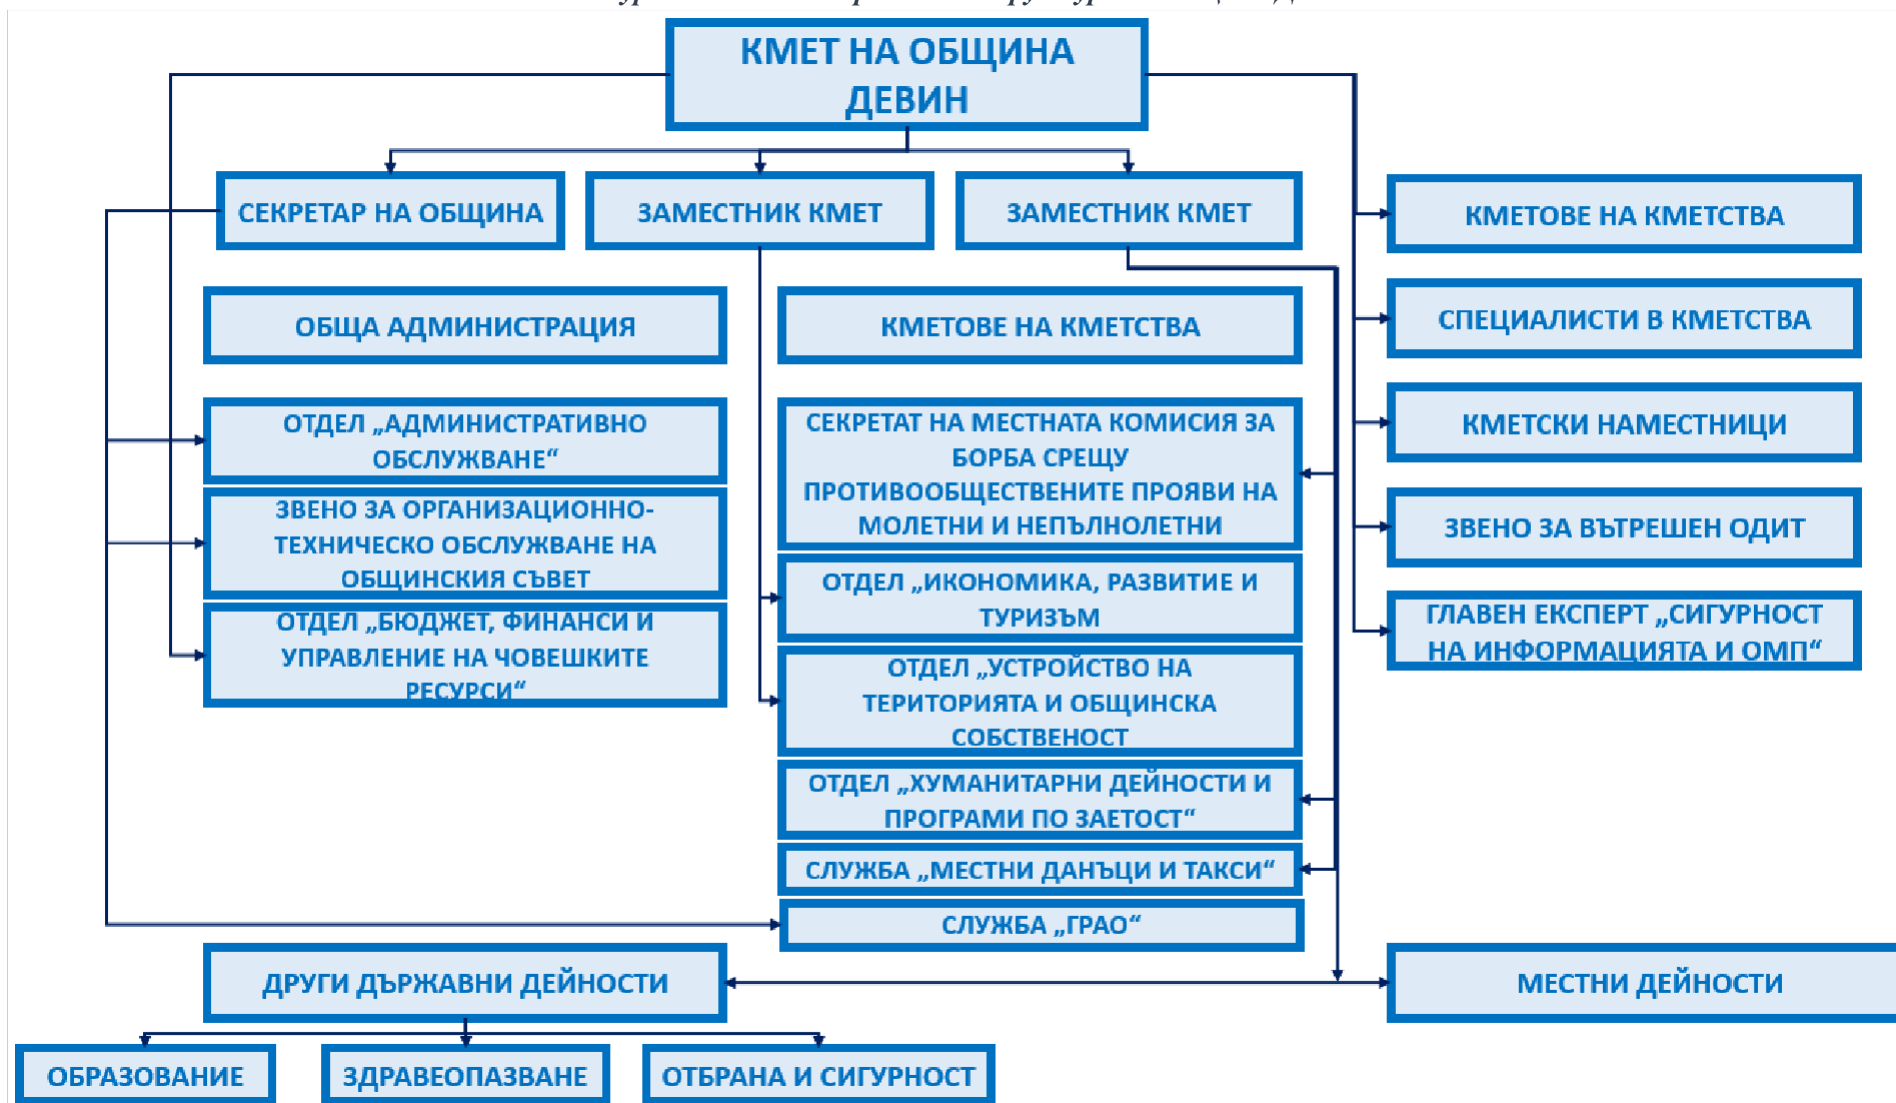 КМЕТ НА ОБЩИНА
ДЕВИН
СЕКРЕТАР НА ОБЩИНА
ЗАМЕСТНИК КМЕТ
ЗАМЕСТНИК КМЕТ
КМЕТОВЕ НА КМЕТСТВА
СПЕЦИАЛИСТИ В КМЕТСТВА
КМЕТСКИ НАМЕСТНИЦИ
ЗВЕНО ЗА ВЪТРЕШЕН ОДИТ
ГЛАВЕН ЕКСПЕРТ „СИГУРНОСТ
НА ИНФОРМАЦИЯТА И ОМП“
ОБЩА АДМИНИСТРАЦИЯ
ОТДЕЛ „АДМИНИСТРАТИВНО
ОБСЛУЖВАНЕ“
ЗВЕНО ЗА ОРГАНИЗАЦИОННО-
ТЕХНИЧЕСКО ОБСЛУЖВАНЕ НА
ОБЩИНСКИЯ СЪВЕТ
ОТДЕЛ „БЮДЖЕТ, ФИНАНСИ И
УПРАВЛЕНИЕ НА ЧОВЕШКИТЕ
РЕСУРСИ“
КМЕТОВЕ НА КМЕТСТВА
СЕКРЕТАТ НА МЕСТНАТА КОМИСИЯ ЗА
БОРБА СРЕЩУ
ПРОТИВООБЩЕСТВЕНИТЕ ПРОЯВИ НА
МОЛЕТНИ И НЕПЪЛНОЛЕТНИ
ОТДЕЛ „ИКОНОМИКА, РАЗВИТИЕ И
ТУРИЗЪМ
ОТДЕЛ „УСТРОЙСТВО НА
ТЕРИТОРИЯТА И ОБЩИНСКА
СОБСТВЕНОСТ
ОТДЕЛ „ХУМАНИТАРНИ ДЕЙНОСТИ И
ПРОГРАМИ ПО ЗАЕТОСТ“
СЛУЖБА „МЕСТНИ ДАНЪЦИ И ТАКСИ“
СЛУЖБА „ГРАО“
ДРУГИ ДЪРЖАВНИ ДЕЙНОСТИ
МЕСТНИ ДЕЙНОСТИ
ОБРАЗОВАНИЕ
ЗДРАВЕОПАЗВАНЕ
ОТБРАНА И СИГУРНОСТ